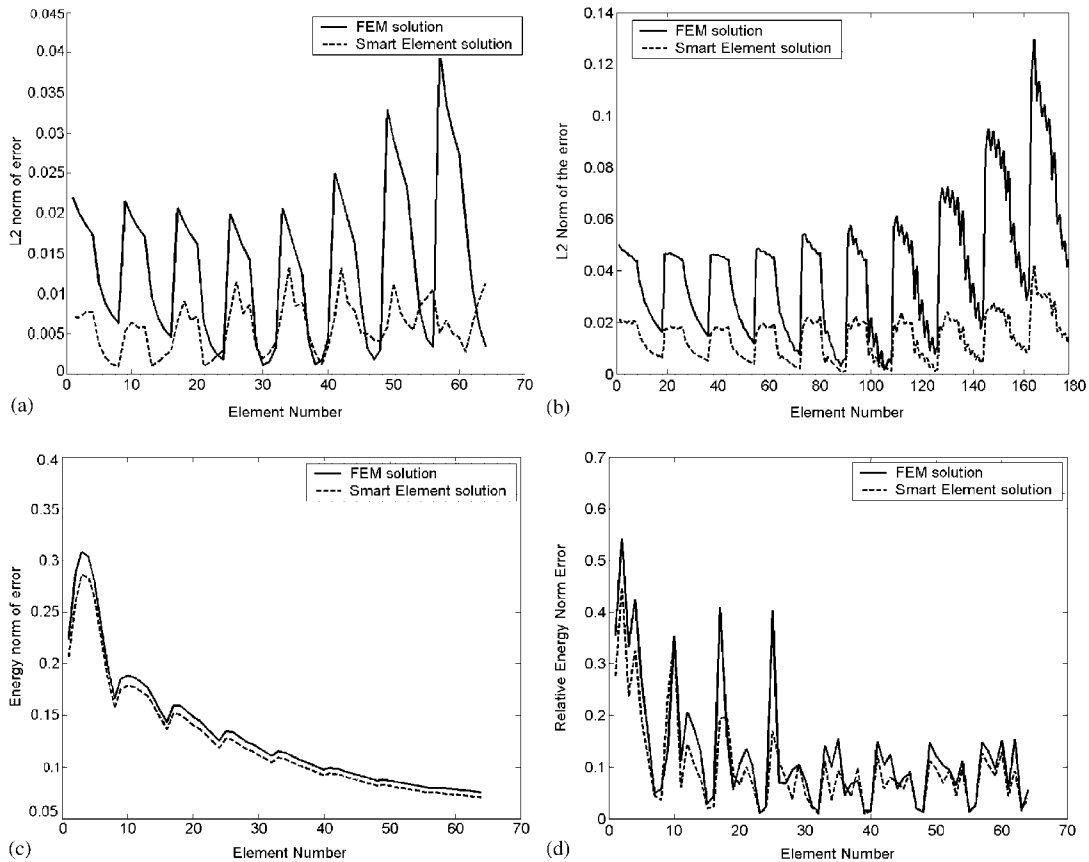 0.045
0.04
0.035
0.03
0.025
0.02
0.015
0.01
0.005
0
0 10 20 30 40 50 60 70
L2 norm of error
Element Number
FEM solution
Smart Element solution
(a)
0.14
0.12
0.1
0.08
0.06
0.04
0.02
0
0 20 40 60 80 100 120 140 160 178
L2 Norm of the error
Element Number
FEM solution
Smart Element solution
(b)
0.4
0.35
0.3
0.25
0.2
0.15
0.1
0.05
0 10 20 30 40 50 60 70
Energy norm of error
Element Number
FEM solution
Smart Element solution
(c)
0.7
0.6
0.5
0.4
0.3
0.2
0.1
0
0 10 20 30 40 50 60 70
Relative Energy Norm Error
Element Number
FEM solution
Smart Element solution
(d)